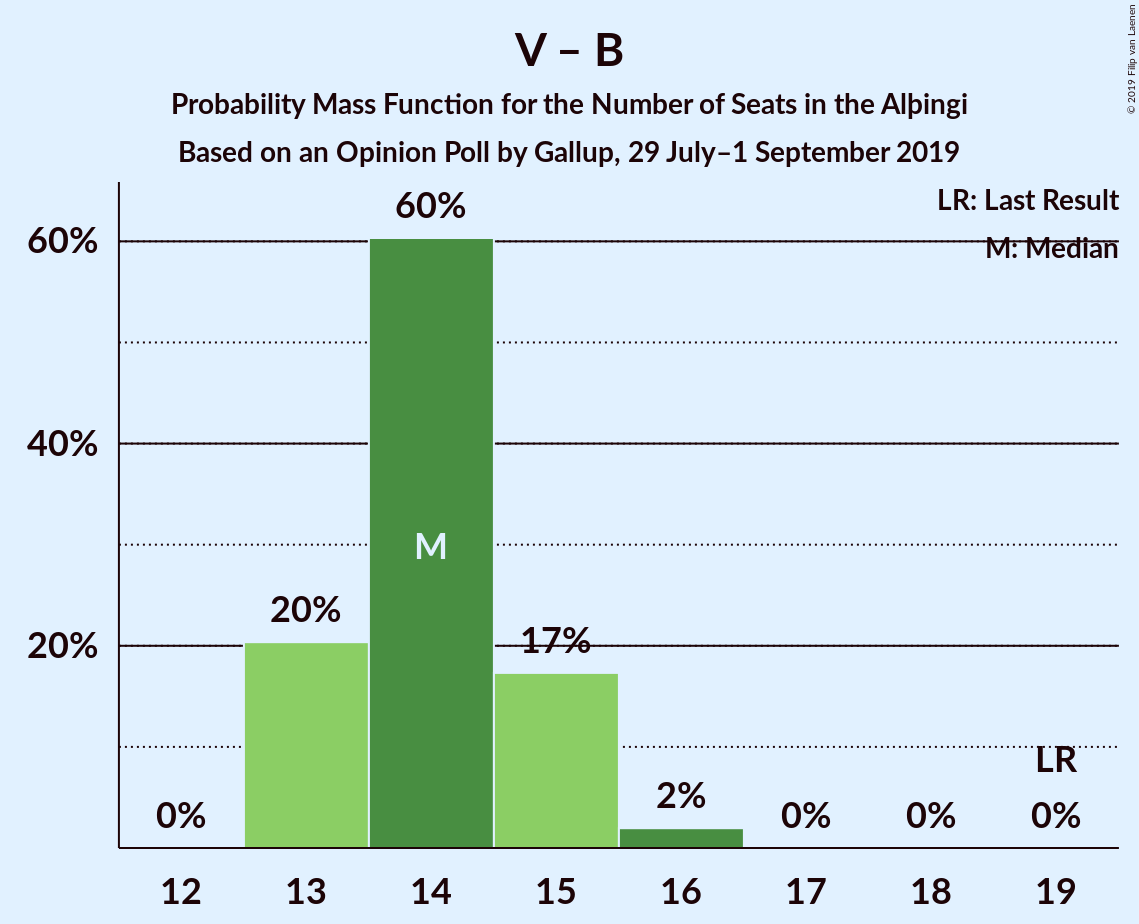 V – B
Probability Mass Function for the Number of Seats in the Alþingi
Based on an Opinion Poll by Gallup, 29 July–1 September 2019
© 2019 Filip van Laenen
LR: Last Result
M: Median
60%
40%
20%
0%
20%
60%
M
17%
2%
0%
0%
LR
0%
12 13 14 15 16 17 18 19